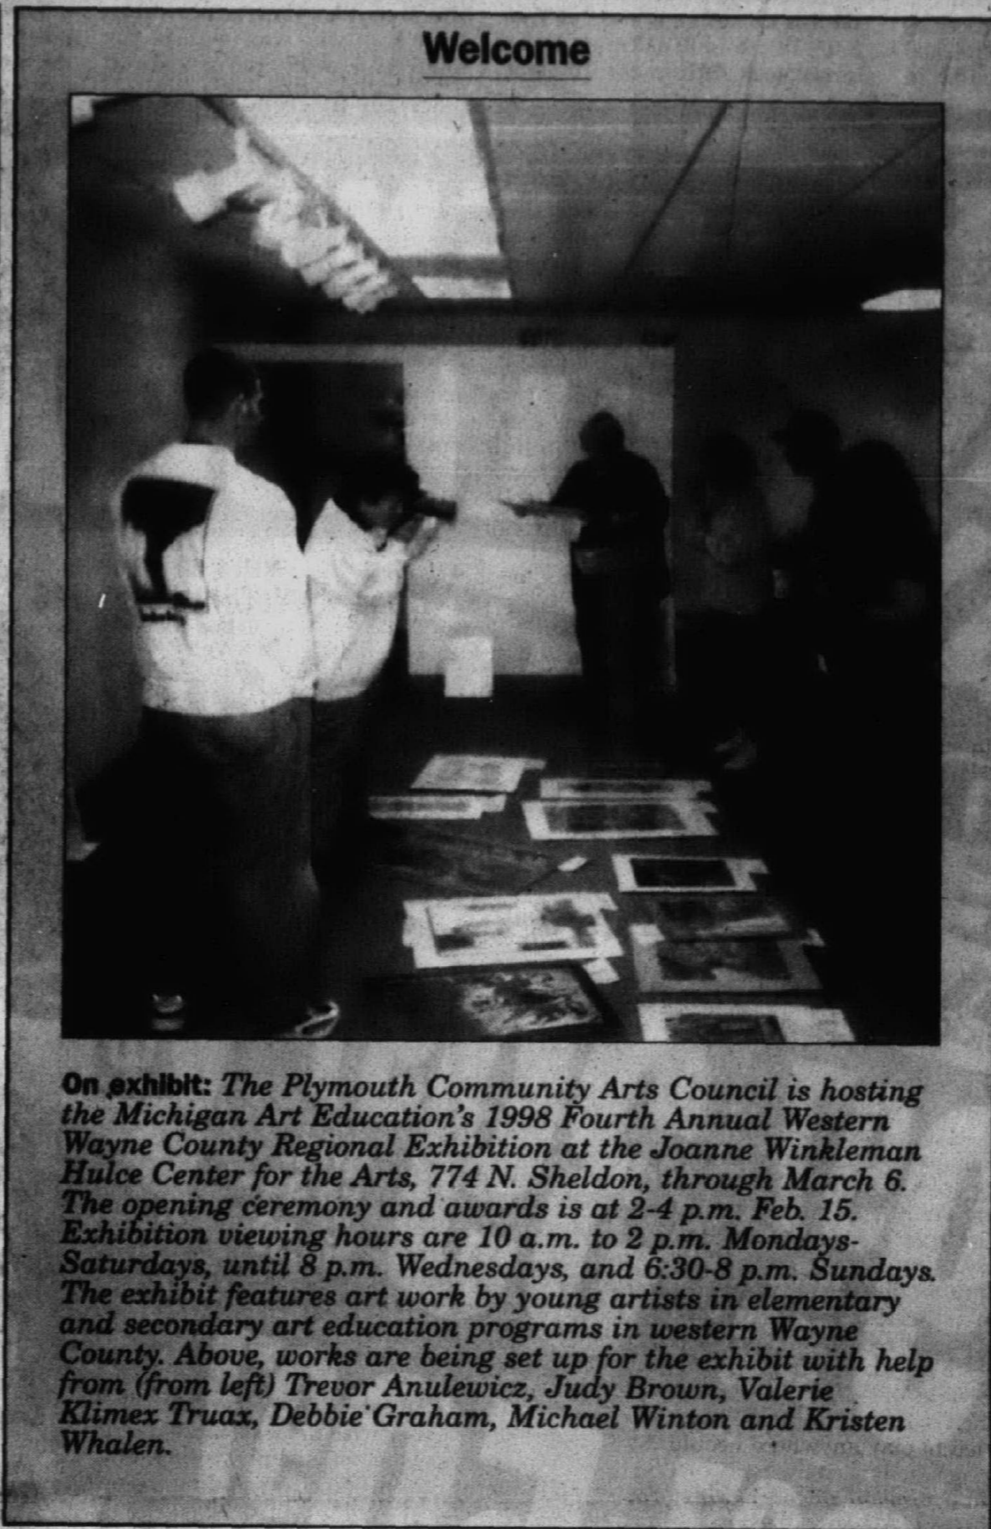 Welcome
On exhibit: The Plymouth Community Arts Council is hosting
the Michigan Art Education's 1998 Fourth Annual Western
Wayne County Regional Exhibition at the Joanne Winkleman
Hulce Center for the Arts, 774 N. Sheldon, through March 6.
The opening ceremony and awards is at 2-4 p.m. Feb. 15.
Exhibition viewing hours are 10 a.m. to 2 p.m. Mondays-
Saturdays, until 8 p.m. Wednesdays, and 6:30-8 p.m. Sundays.
The exhibit features art work by young artists in elementary
and secondary art education programs in western Wayne
County. Above, works are being set up for the exhibit with help
from (from left) Trevor Anulewicz, Judy Brown, Valerie
Klimex Truax, Debbie Graham, Michael Winton and Kristen
Whalen.